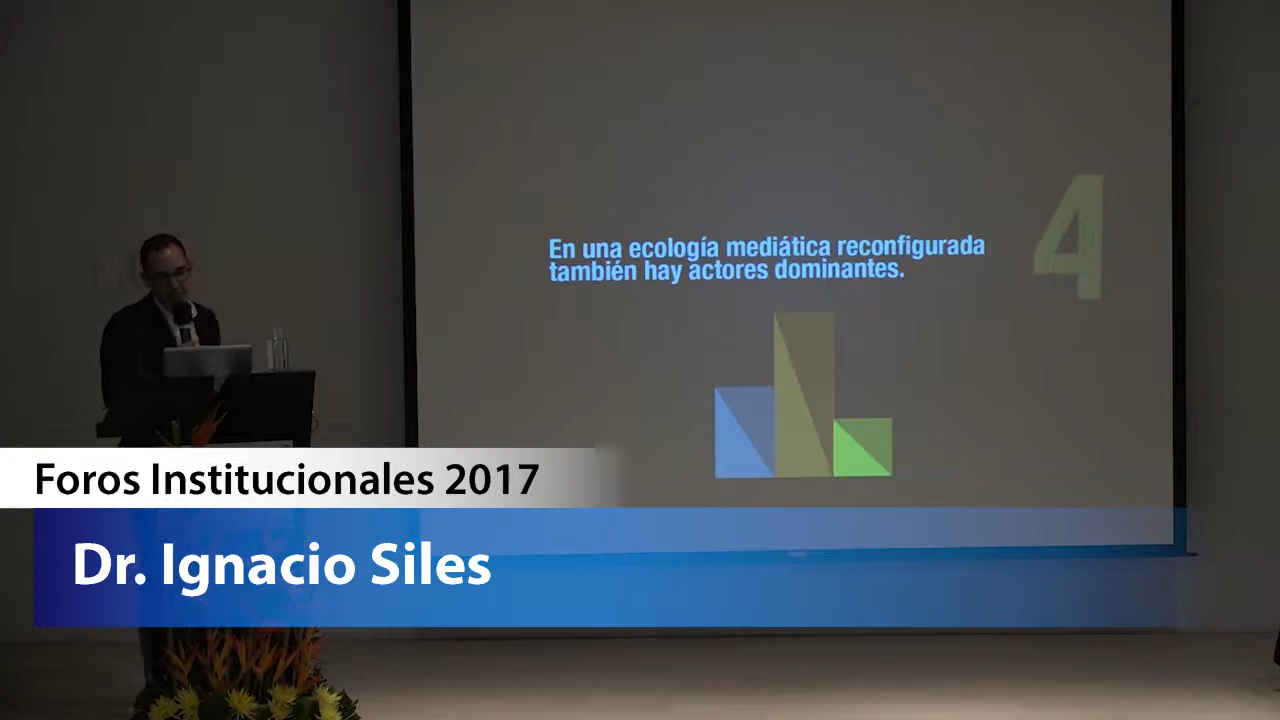 En una ecología mediática reconfigurada
también hay actores dominantes.
4
Foros Institucionales 2017
Dr. Ignacio Siles